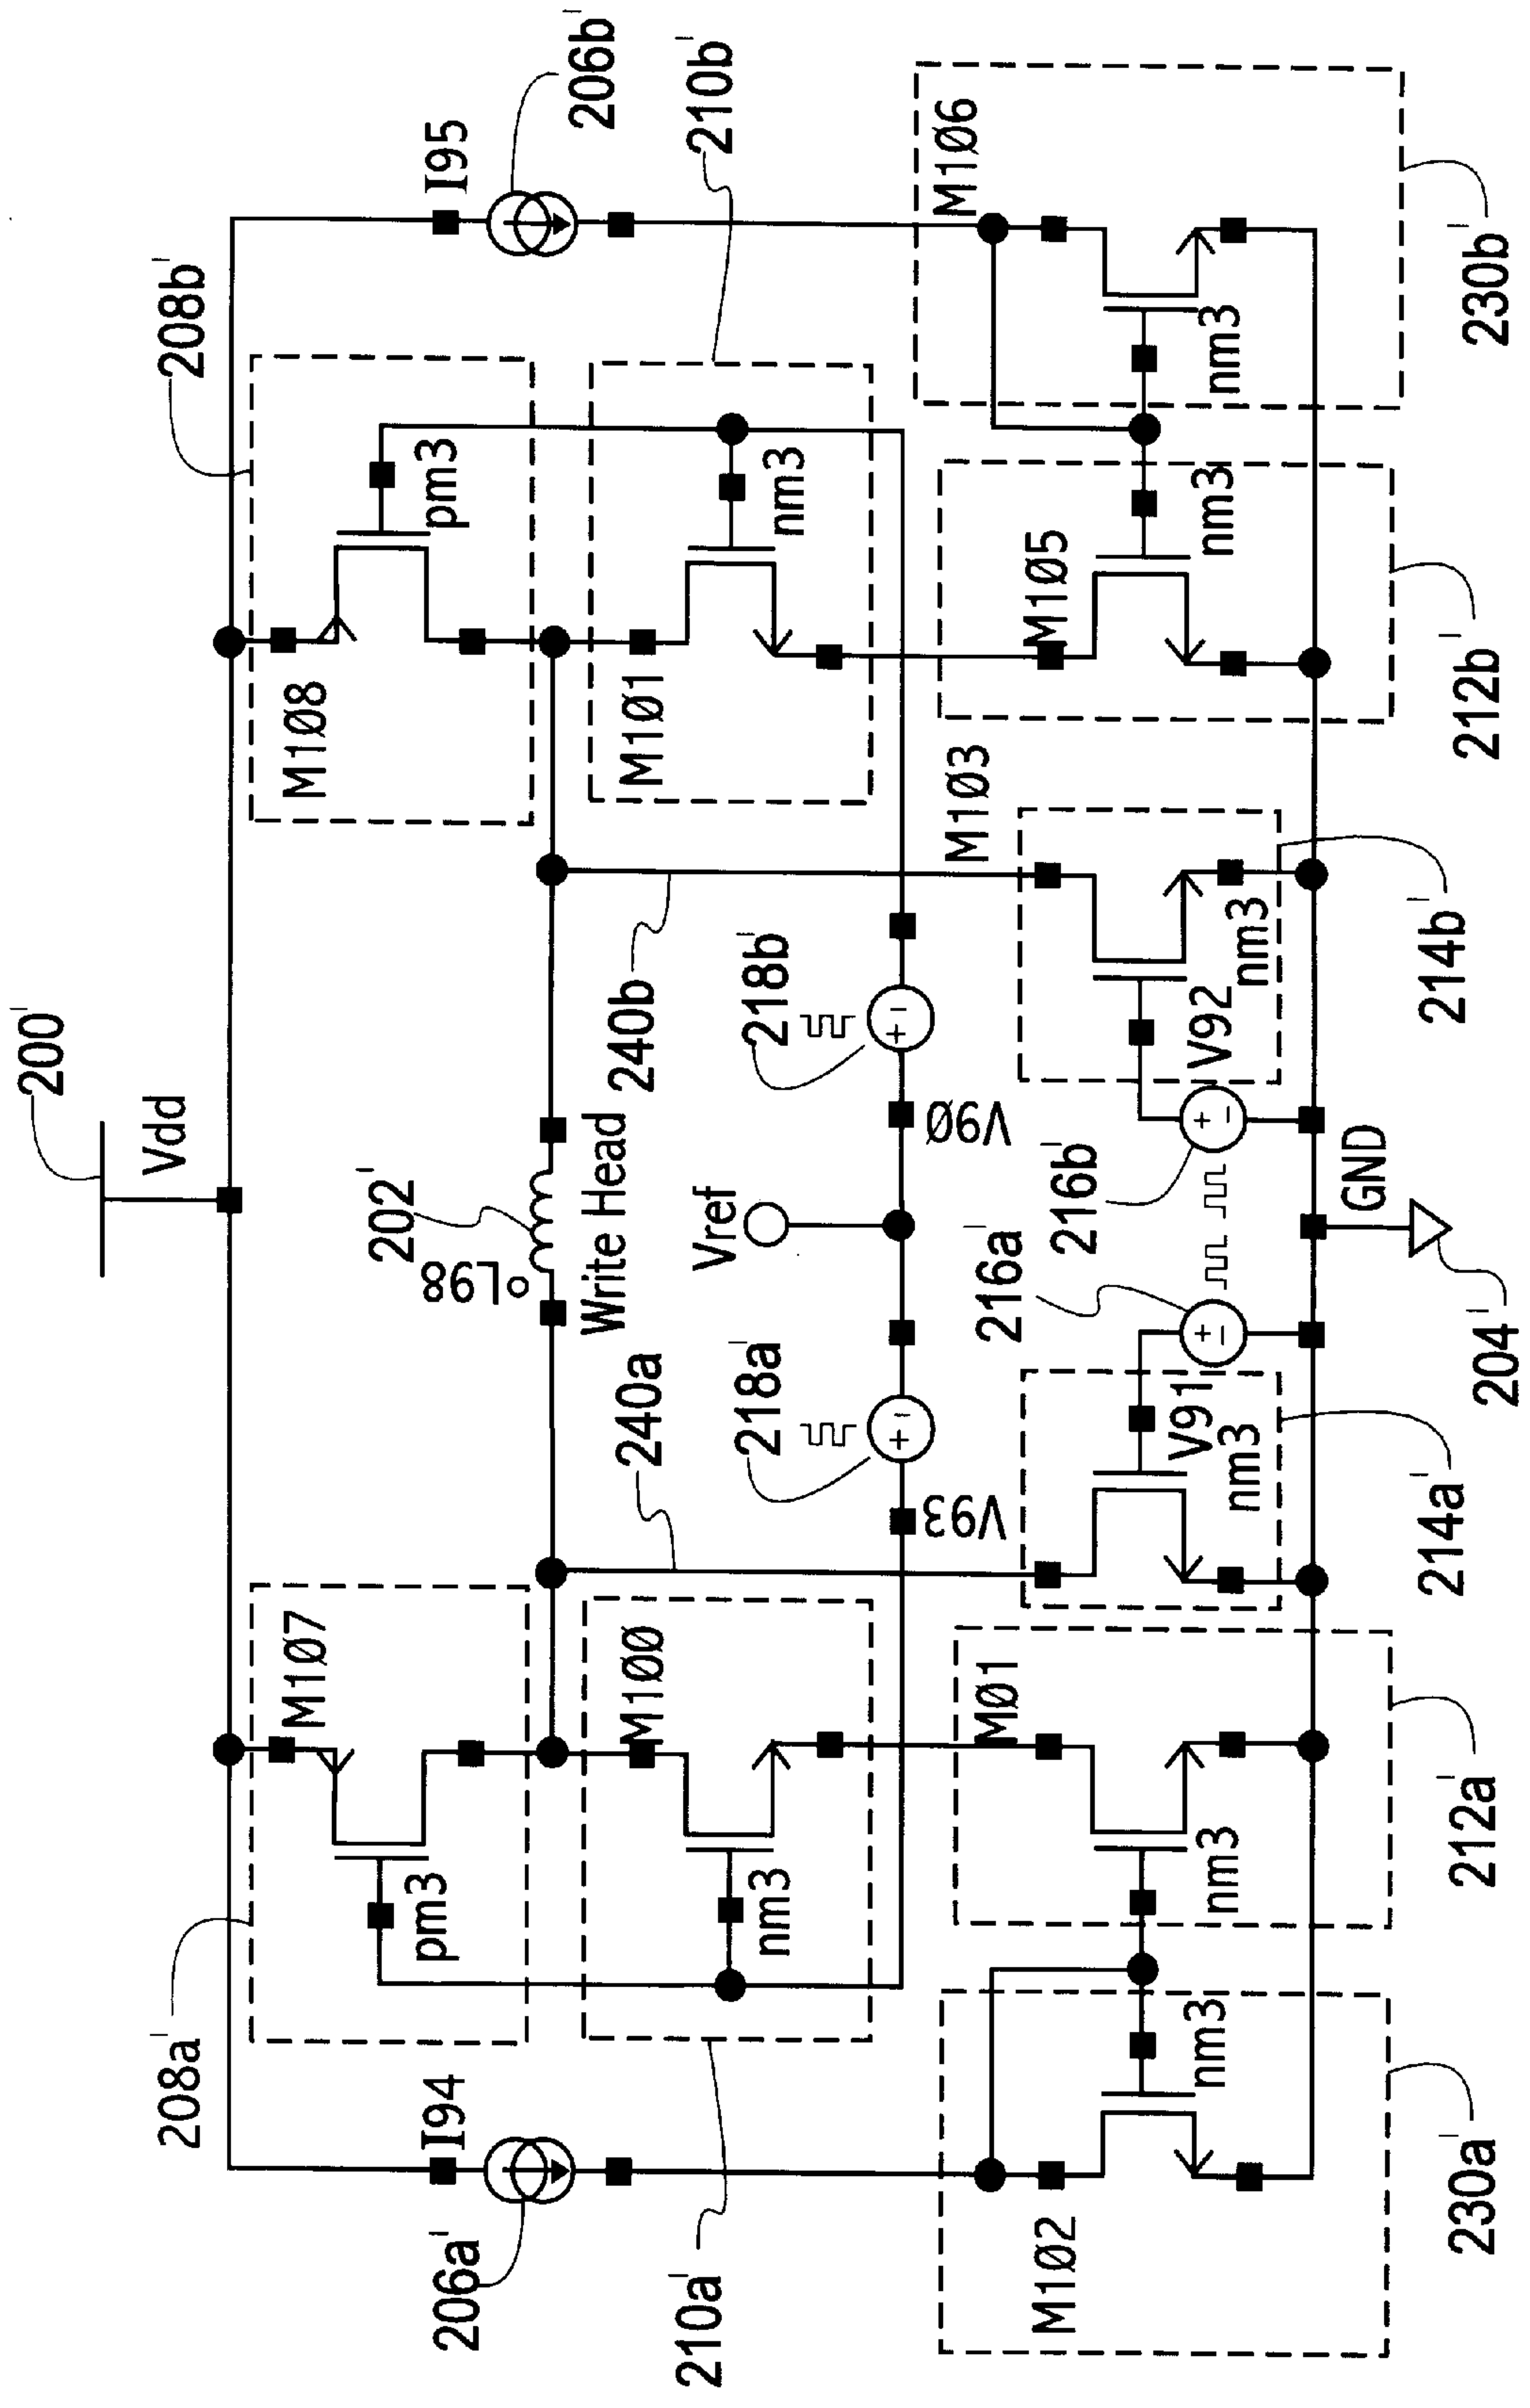 200'
Vdd
208a'
208b'
M107
pm3
M108
pm3
206a'
I94
I95
206b'
202'
L98
Write Head
210a'
M100
nm3
M101
nm3
210b'
240a
240b
Vref
218a'
218b'
V93
V90
M102
nm3
230a'
M01
nm3
212a'
V91
nm3
214a'
216a'
216b'
V92
nm3
M103
214b'
M105
nm3
212b'
M106
nm3
230b'
GND
204'